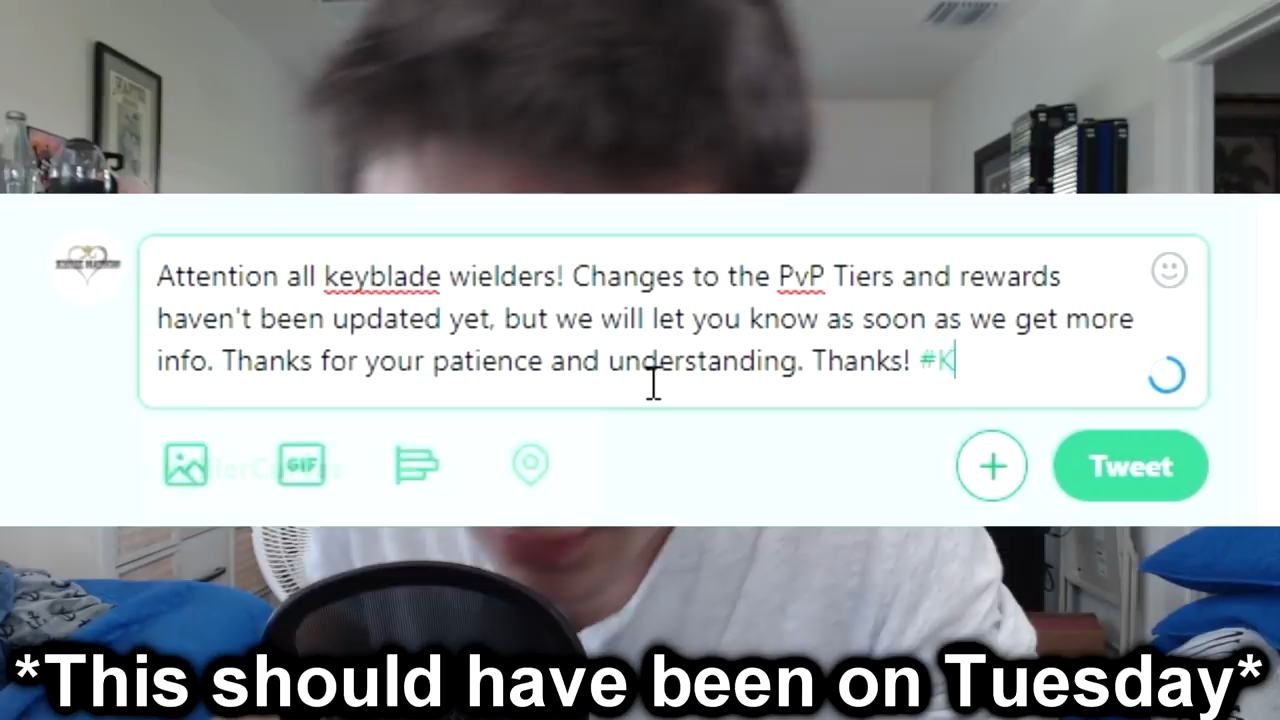 Attention all keyblade wielders! Changes to the PvP Tiers and rewards
haven't been updated yet, but we will let you know as soon as we get more
info. Thanks for your patience and understanding. Thanks! #K
GIF
Tweet
*This should have been on Tuesday*